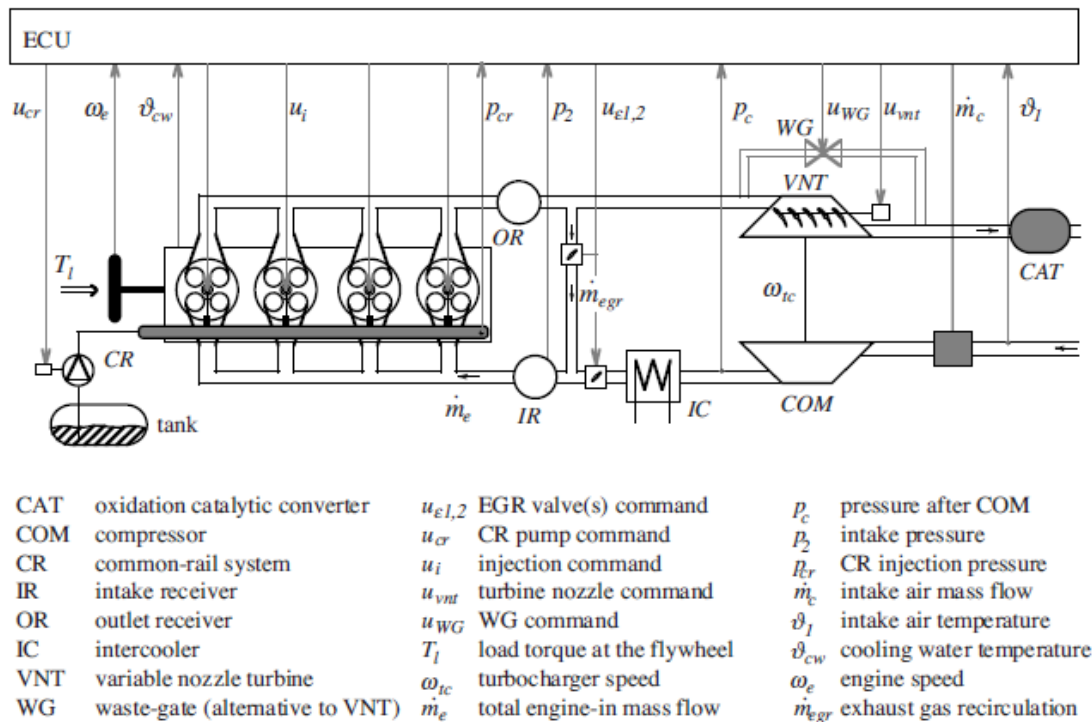 ECU
u_cr ω_e ϑ_cw u_i p_cr p_2 u_ε1,2 p_c u_WG u_vnt ṁ_c ϑ_1
WG
VNT
OR
CAT
T_l
ṁ_egr
ω_tc
CR
ṁ_e IR IC COM
tank
CAT oxidation catalytic converter u_ε1,2 EGR valve(s) command p_c pressure after COM
COM compressor u_cr CR pump command p_2 intake pressure
CR common-rail system u_i injection command p_cr CR injection pressure
IR intake receiver u_vnt turbine nozzle command ṁ_c intake air mass flow
OR outlet receiver u_WG WG command ϑ_1 intake air temperature
IC intercooler T_l load torque at the flywheel ϑ_cw cooling water temperature
VNT variable nozzle turbine ω_tc turbocharger speed ω_e engine speed
WG waste-gate (alternative to VNT) ṁ_e total engine-in mass flow ṁ_egr exhaust gas recirculation